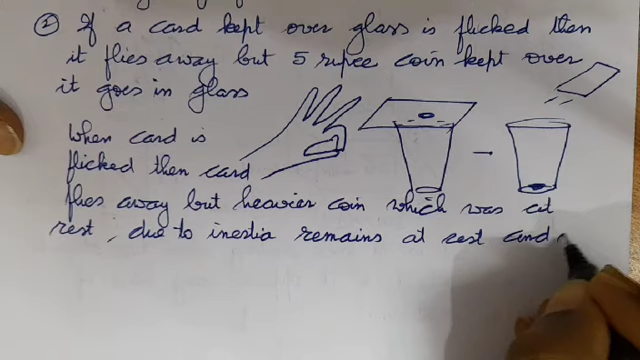 ② If a card kept over glass is flicked then
it flies away but 5 rupee coin kept over
it goes in glass
When card is
flicked then card
flies away but heavier coin which was at
rest, due to inertia remains at rest and